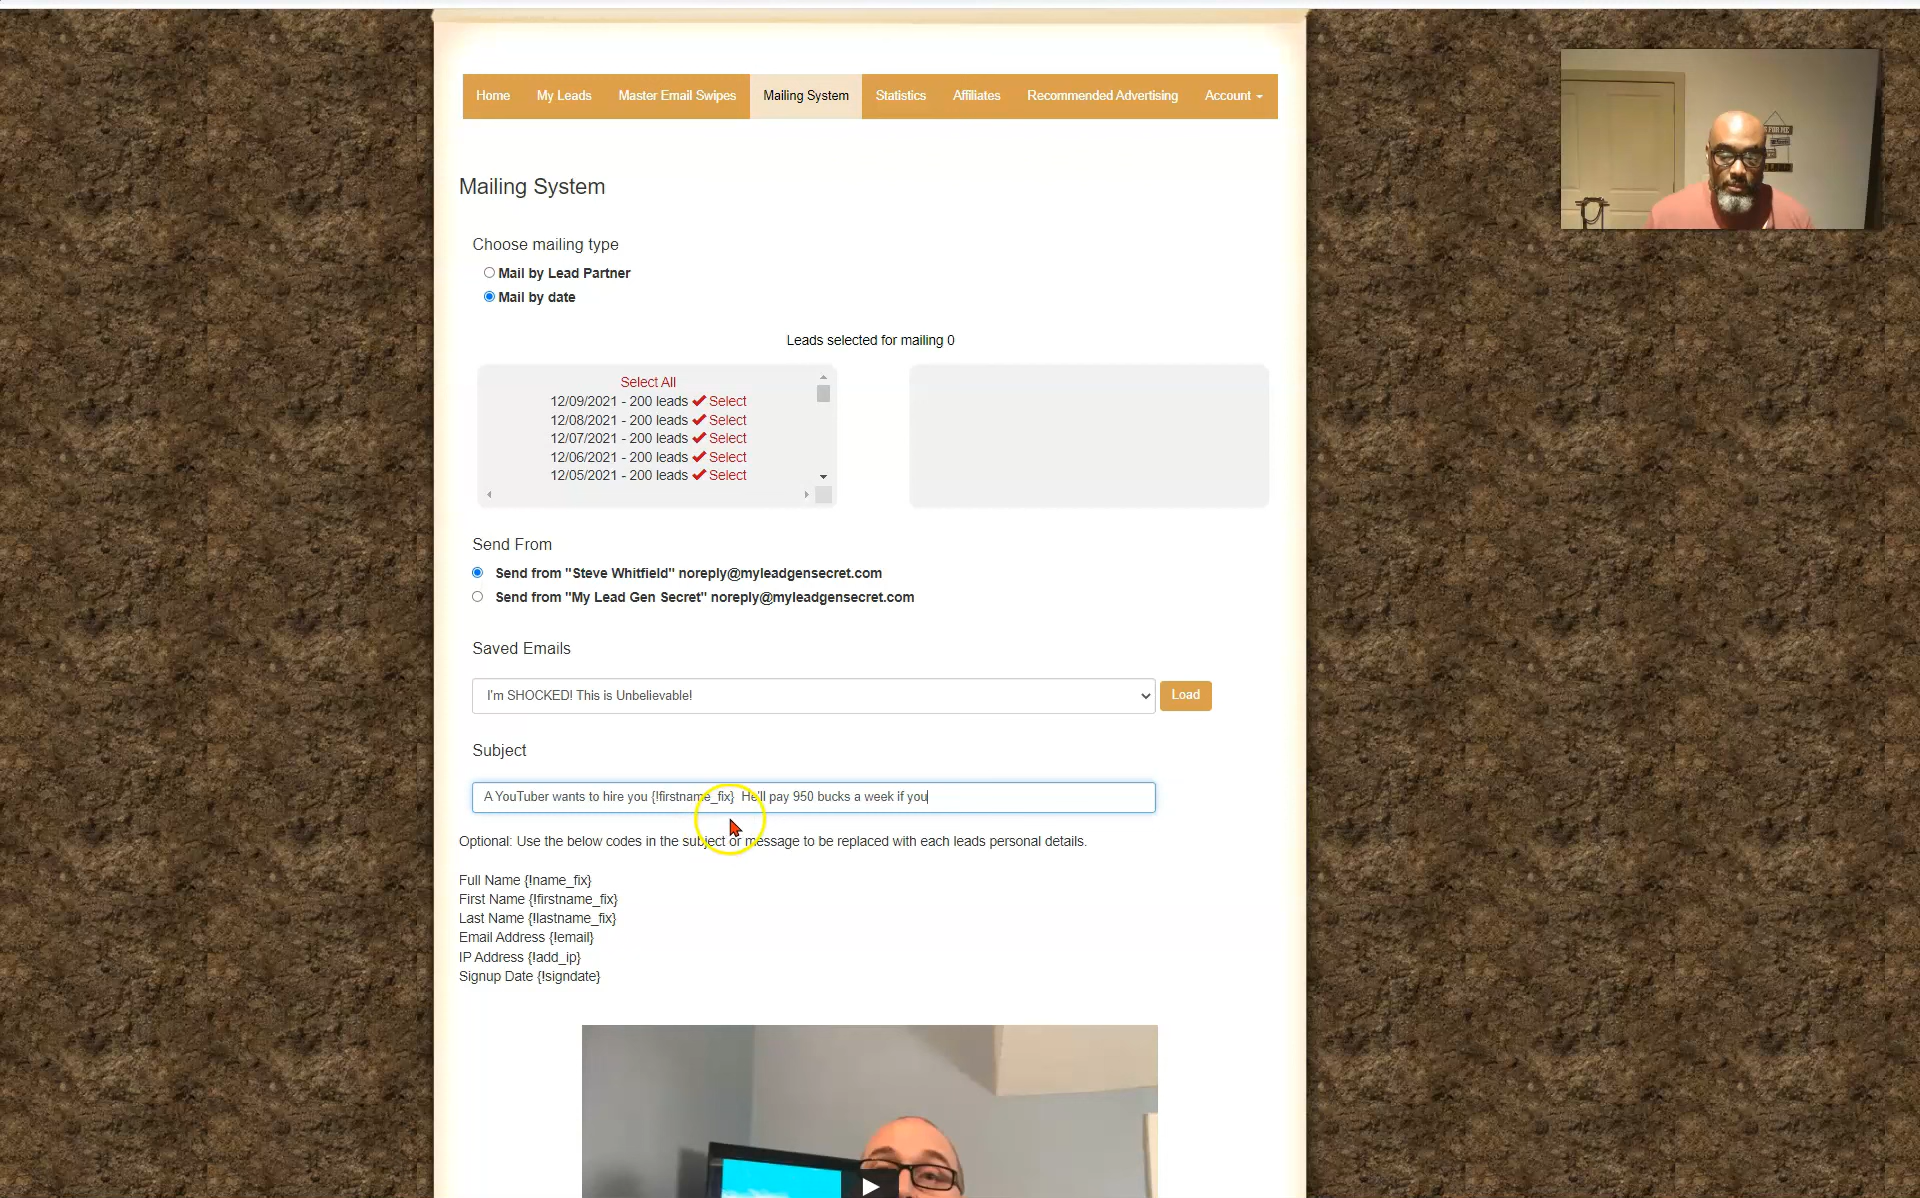 Home My Leads Master Email Swipes Mailing System Statistics Affiliates Recommended Advertising Account
FOR ME
Mailing System
Choose mailing type
Mail by Lead Partner
Mail by date
Leads selected for mailing 0
Select All
12/09/2021 - 200 leads Select
12/08/2021 - 200 leads Select
12/07/2021 - 200 leads Select
12/06/2021 - 200 leads Select
12/05/2021 - 200 leads Select
Send From
Send from "Steve Whitfield" noreply@myleadgensecret.com
Send from "My Lead Gen Secret" noreply@myleadgensecret.com
Saved Emails
I'm SHOCKED! This is Unbelievable! Load
Subject
A YouTuber wants to hire you {!firstname_fix} He'll pay 950 bucks a week if you
Optional: Use the below codes in the subject or message to be replaced with each leads personal details.
Full Name {!name_fix}
First Name {!firstname_fix}
Last Name {!lastname_fix}
Email Address {!email}
IP Address {!add_ip}
Signup Date {!signdate}